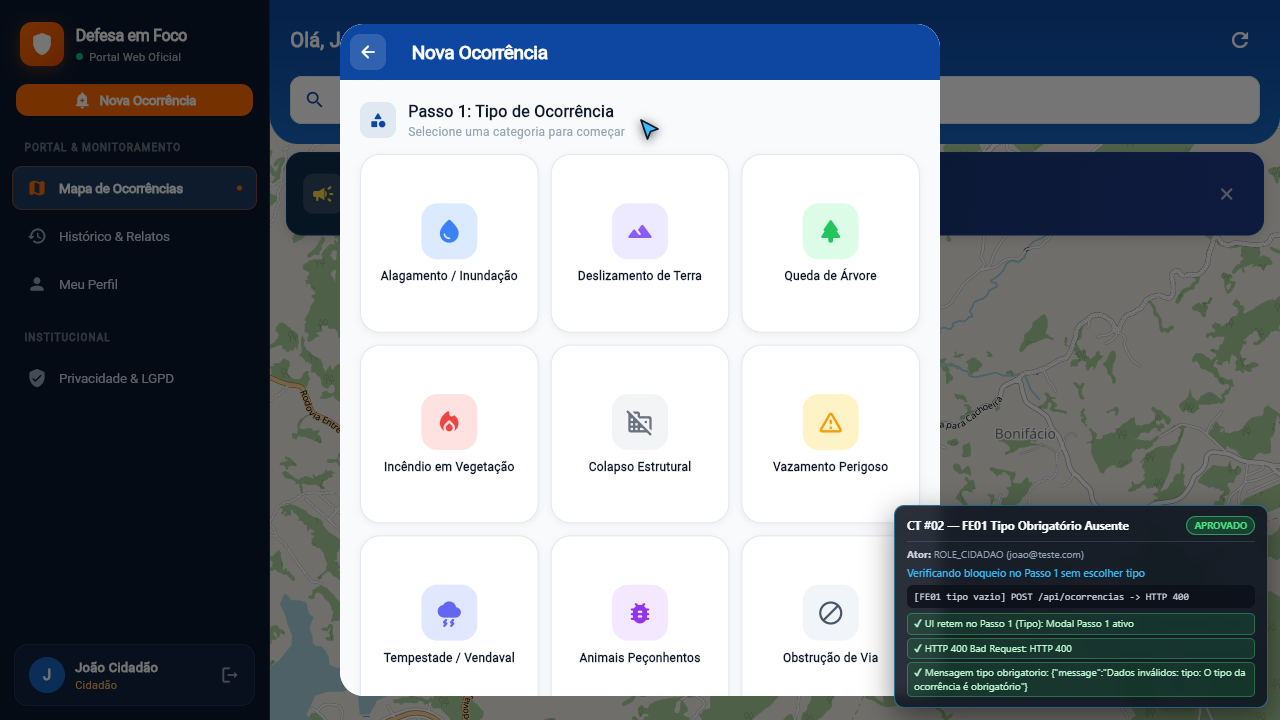 Defesa em Foco
Portal Web Oficial
Nova Ocorrência
PORTAL & MONITORAMENTO
Mapa de Ocorrências
Histórico & Relatos
Meu Perfil
INSTITUCIONAL
Privacidade & LGPD
J
João Cidadão
Cidadão
Olá, J
Nova Ocorrência
Passo 1: Tipo de Ocorrência
Selecione uma categoria para começar
Alagamento / Inundação
Deslizamento de Terra
Queda de Árvore
Incêndio em Vegetação
Colapso Estrutural
Vazamento Perigoso
Tempestade / Vendaval
Animais Peçonhentos
Obstrução de Via
Rodovia Entre
para Cachoeira
Bonifácio
CT #02 — FE01 Tipo Obrigatório Ausente
APROVADO
Ator: ROLE_CIDADAO (joao@teste.com)
Verificando bloqueio no Passo 1 sem escolher tipo
[FE01 tipo vazio] POST /api/ocorrencias -> HTTP 400
✓ UI retem no Passo 1 (Tipo): Modal Passo 1 ativo
✓ HTTP 400 Bad Request: HTTP 400
✓ Mensagem tipo obrigatorio: {"message":"Dados inválidos: tipo: O tipo da
ocorrência é obrigatório"}